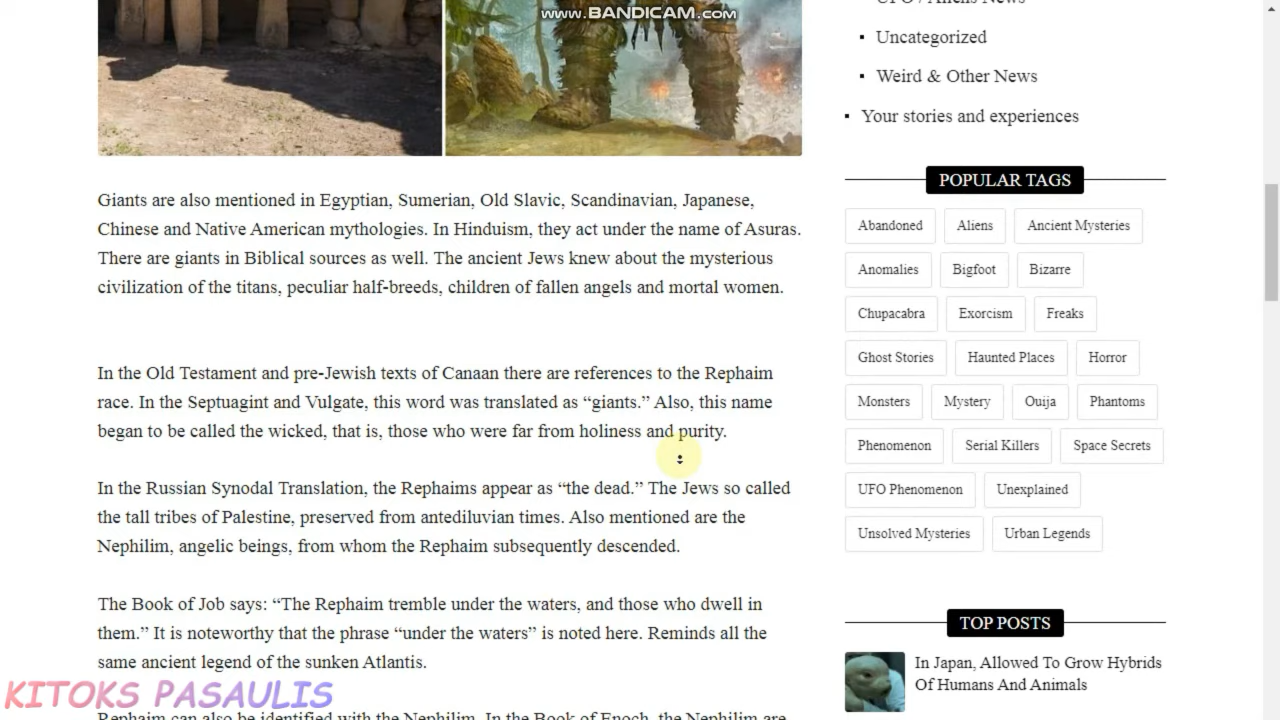 www.BANDICAM.com
Giants are also mentioned in Egyptian, Sumerian, Old Slavic, Scandinavian, Japanese,
Chinese and Native American mythologies. In Hinduism, they act under the name of Asuras.
There are giants in Biblical sources as well. The ancient Jews knew about the mysterious
civilization of the titans, peculiar half-breeds, children of fallen angels and mortal women.
In the Old Testament and pre-Jewish texts of Canaan there are references to the Rephaim
race. In the Septuagint and Vulgate, this word was translated as “giants.” Also, this name
began to be called the wicked, that is, those who were far from holiness and purity.
In the Russian Synodal Translation, the Rephaims appear as “the dead.” The Jews so called
the tall tribes of Palestine, preserved from antediluvian times. Also mentioned are the
Nephilim, angelic beings, from whom the Rephaim subsequently descended.
The Book of Job says: “The Rephaim tremble under the waters, and those who dwell in
them.” It is noteworthy that the phrase “under the waters” is noted here. Reminds all the
same ancient legend of the sunken Atlantis.
Rephaim can also be identified with the Nephilim. In the Book of Enoch, the Nephilim are
KITOKS PASAULIS
UFO / Aliens News
Uncategorized
Weird & Other News
Your stories and experiences
POPULAR TAGS
Abandoned Aliens Ancient Mysteries
Anomalies Bigfoot Bizarre
Chupacabra Exorcism Freaks
Ghost Stories Haunted Places Horror
Monsters Mystery Ouija Phantoms
Phenomenon Serial Killers Space Secrets
UFO Phenomenon Unexplained
Unsolved Mysteries Urban Legends
TOP POSTS
In Japan, Allowed To Grow Hybrids
Of Humans And Animals